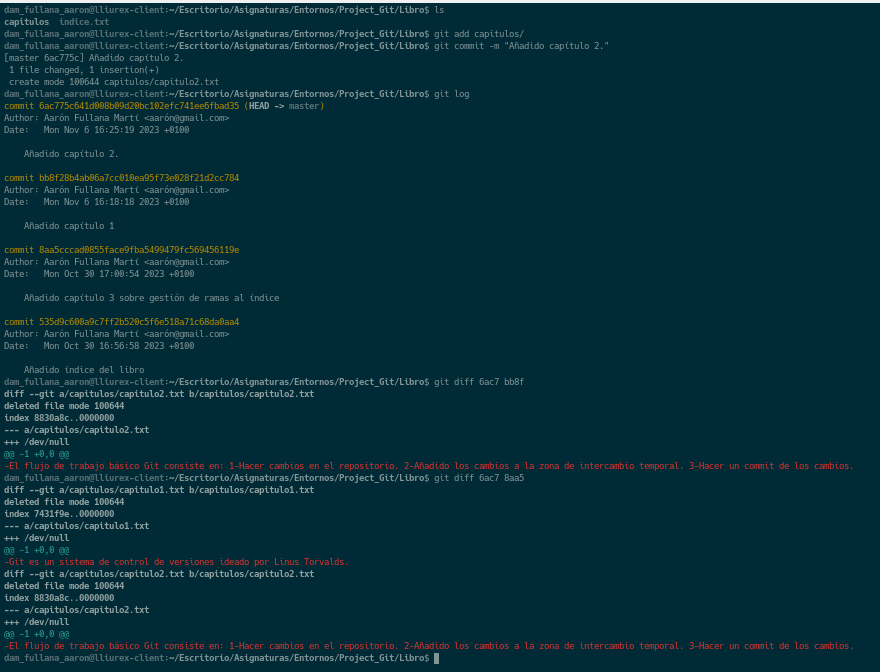 dam_fullana_aaron@lliurex-client:~/Escritorio/Asignaturas/Entornos/Project_Git/Libro$ ls
capitulos  indice.txt
dam_fullana_aaron@lliurex-client:~/Escritorio/Asignaturas/Entornos/Project_Git/Libro$ git add capitulos/
dam_fullana_aaron@lliurex-client:~/Escritorio/Asignaturas/Entornos/Project_Git/Libro$ git commit -m "Añadido capítulo 2."
[master 6ac775c] Añadido capítulo 2.
 1 file changed, 1 insertion(+)
 create mode 100644 capitulos/capitulo2.txt
dam_fullana_aaron@lliurex-client:~/Escritorio/Asignaturas/Entornos/Project_Git/Libro$ git log
commit 6ac775c641d008b09d20bc102efc741ee6fbad35 (HEAD -> master)
Author: Aarón Fullana Martí <aarón@gmail.com>
Date:   Mon Nov 6 16:25:19 2023 +0100

    Añadido capítulo 2.

commit bb8f28b4ab06a7cc010ea95f73e028f21d2cc784
Author: Aarón Fullana Martí <aarón@gmail.com>
Date:   Mon Nov 6 16:18:18 2023 +0100

    Añadido capítulo 1

commit 8aa5cccad0855face9fba5499479fc569456119e
Author: Aarón Fullana Martí <aarón@gmail.com>
Date:   Mon Oct 30 17:00:54 2023 +0100

    Añadido capítulo 3 sobre gestión de ramas al índice

commit 535d9c600a9c7ff2b520c5f6e518a71c68da0aa4
Author: Aarón Fullana Martí <aarón@gmail.com>
Date:   Mon Oct 30 16:56:58 2023 +0100

    Añadido índice del libro
dam_fullana_aaron@lliurex-client:~/Escritorio/Asignaturas/Entornos/Project_Git/Libro$ git diff 6ac7 bb8f
diff --git a/capitulos/capitulo2.txt b/capitulos/capitulo2.txt
deleted file mode 100644
index 8830a8c..0000000
--- a/capitulos/capitulo2.txt
+++ /dev/null
@@ -1 +0,0 @@
-El flujo de trabajo básico Git consiste en: 1-Hacer cambios en el repositorio. 2-Añadido los cambios a la zona de intercambio temporal. 3-Hacer un commit de los cambios.
dam_fullana_aaron@lliurex-client:~/Escritorio/Asignaturas/Entornos/Project_Git/Libro$ git diff 6ac7 8aa5
diff --git a/capitulos/capitulo1.txt b/capitulos/capitulo1.txt
deleted file mode 100644
index 7431f9e..0000000
--- a/capitulos/capitulo1.txt
+++ /dev/null
@@ -1 +0,0 @@
-Git es un sistema de control de versiones ideado por Linus Torvalds.
diff --git a/capitulos/capitulo2.txt b/capitulos/capitulo2.txt
deleted file mode 100644
index 8830a8c..0000000
--- a/capitulos/capitulo2.txt
+++ /dev/null
@@ -1 +0,0 @@
-El flujo de trabajo básico Git consiste en: 1-Hacer cambios en el repositorio. 2-Añadido los cambios a la zona de intercambio temporal. 3-Hacer un commit de los cambios.
dam_fullana_aaron@lliurex-client:~/Escritorio/Asignaturas/Entornos/Project_Git/Libro$